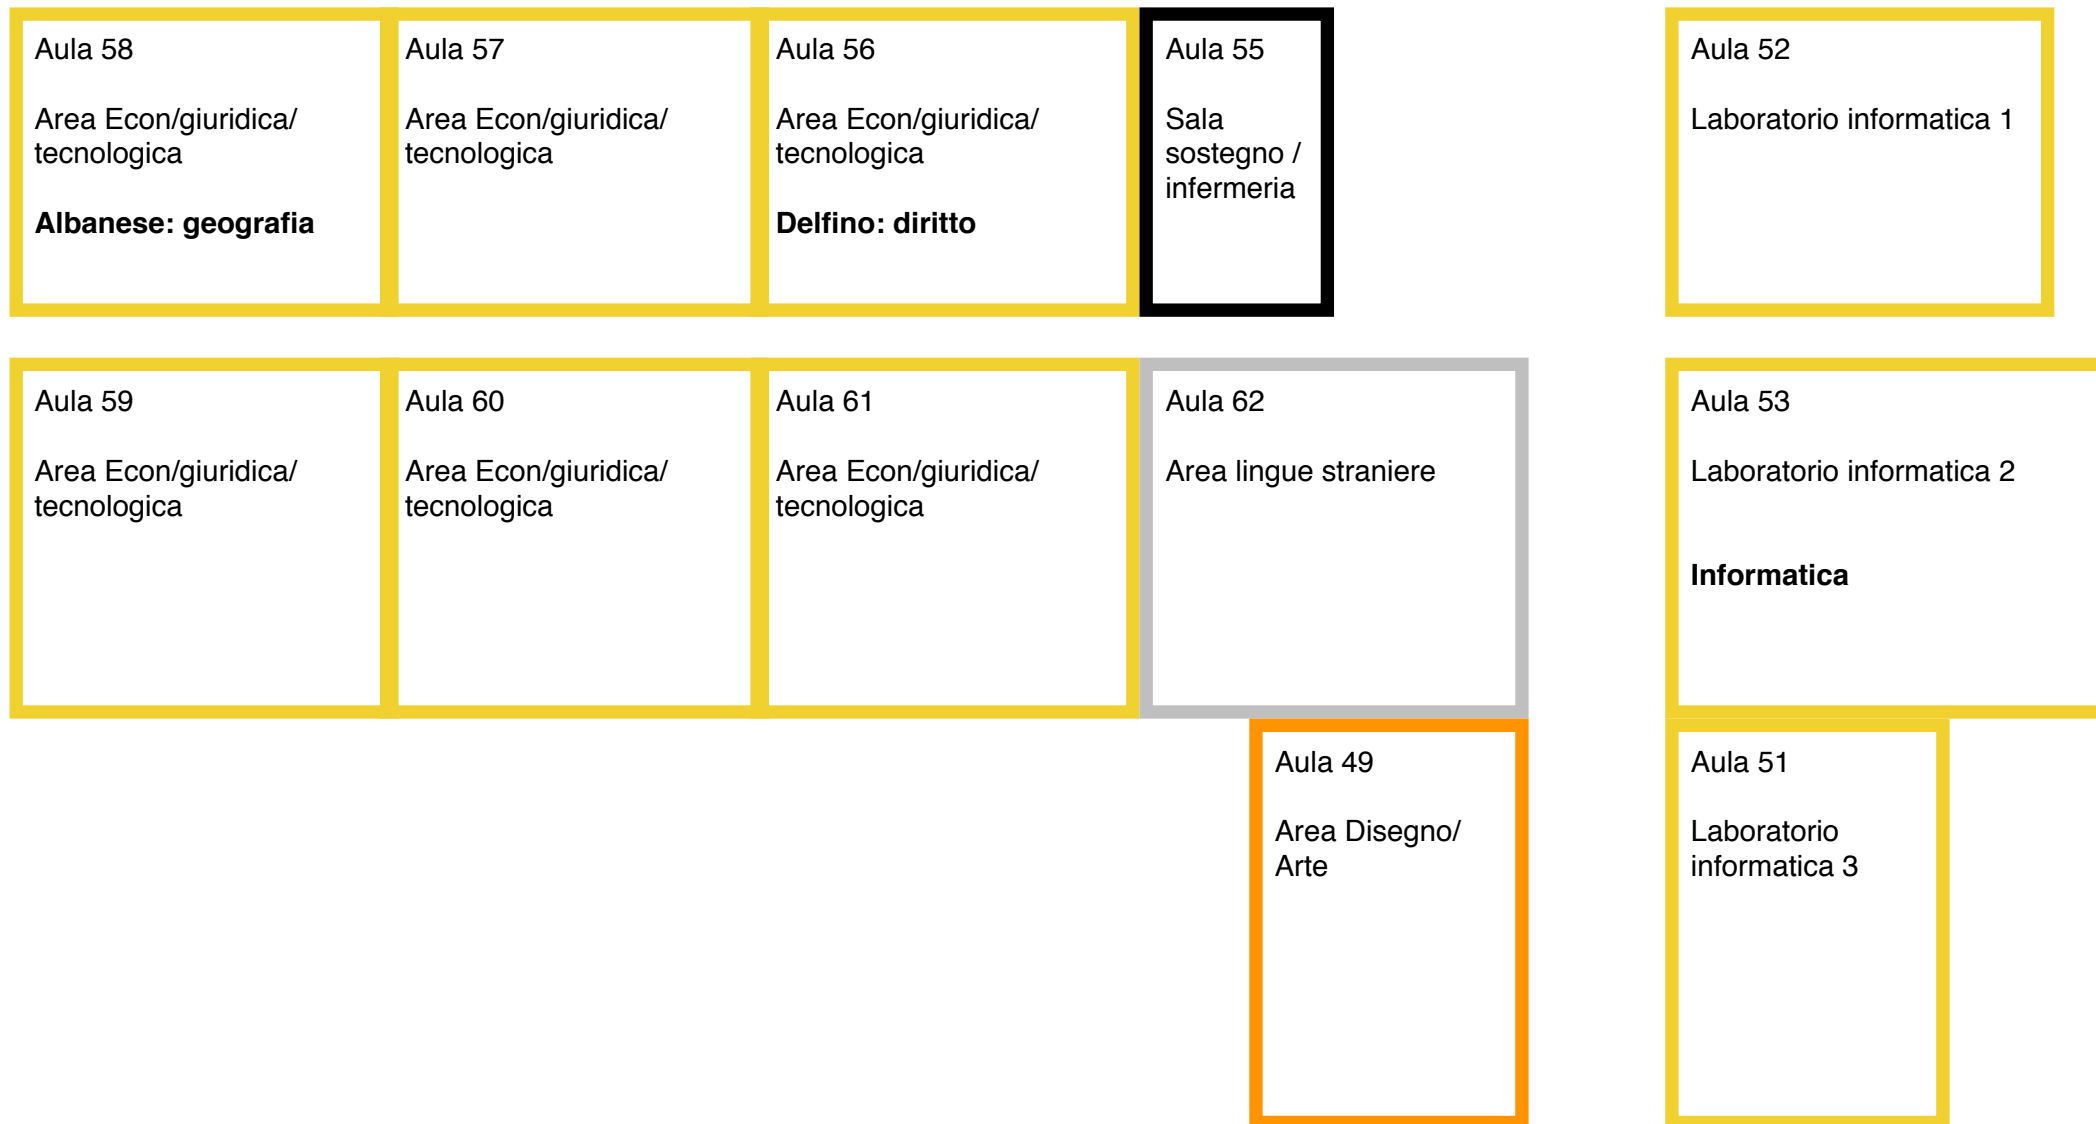 Aula 58
Area Econ/giuridica/
tecnologica
Albanese: geografia
Aula 57
Area Econ/giuridica/
tecnologica
Aula 56
Area Econ/giuridica/
tecnologica
Delfino: diritto
Aula 55
Sala
sostegno /
infermeria
Aula 52
Laboratorio informatica 1
Aula 59
Area Econ/giuridica/
tecnologica
Aula 60
Area Econ/giuridica/
tecnologica
Aula 61
Area Econ/giuridica/
tecnologica
Aula 62
Area lingue straniere
Aula 53
Laboratorio informatica 2
Informatica
Aula 49
Area Disegno/
Arte
Aula 51
Laboratorio
informatica 3